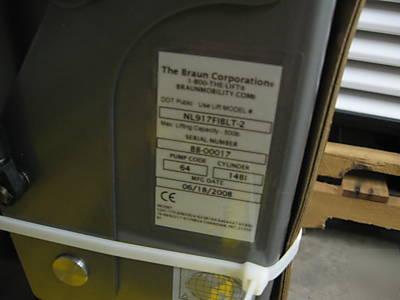 The Braun Corporation®
1-800-THE-LIFT®
BRAUNMOBILITY.COM®
DOT Public Use Lift MODEL #
NL917FIBLT-2
Max. Lifting Capacity - 800lb
SERIAL NUMBER
BB-00017
PUMP CODE CYLINDER
64 1481
MFG DATE
06/18/2008
CE